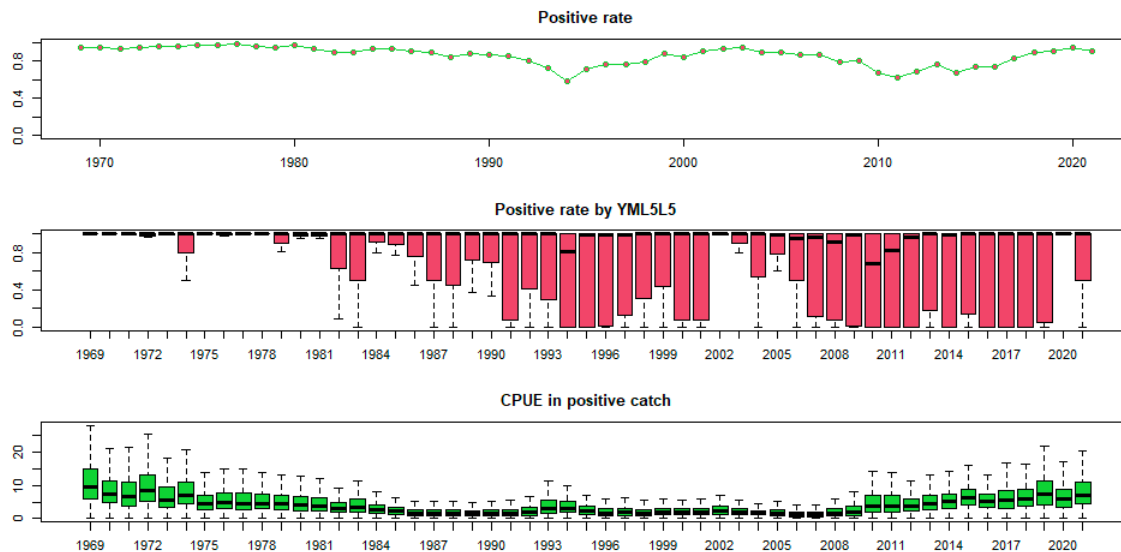 Positive rate
0.0 0.4 0.8
1970 1980 1990 2000 2010 2020
Positive rate by YML5L5
0.0 0.4 0.8
1969 1972 1975 1978 1981 1984 1987 1990 1993 1996 1999 2002 2005 2008 2011 2014 2017 2020
CPUE in positive catch
0 10 20
1969 1972 1975 1978 1981 1984 1987 1990 1993 1996 1999 2002 2005 2008 2011 2014 2017 2020